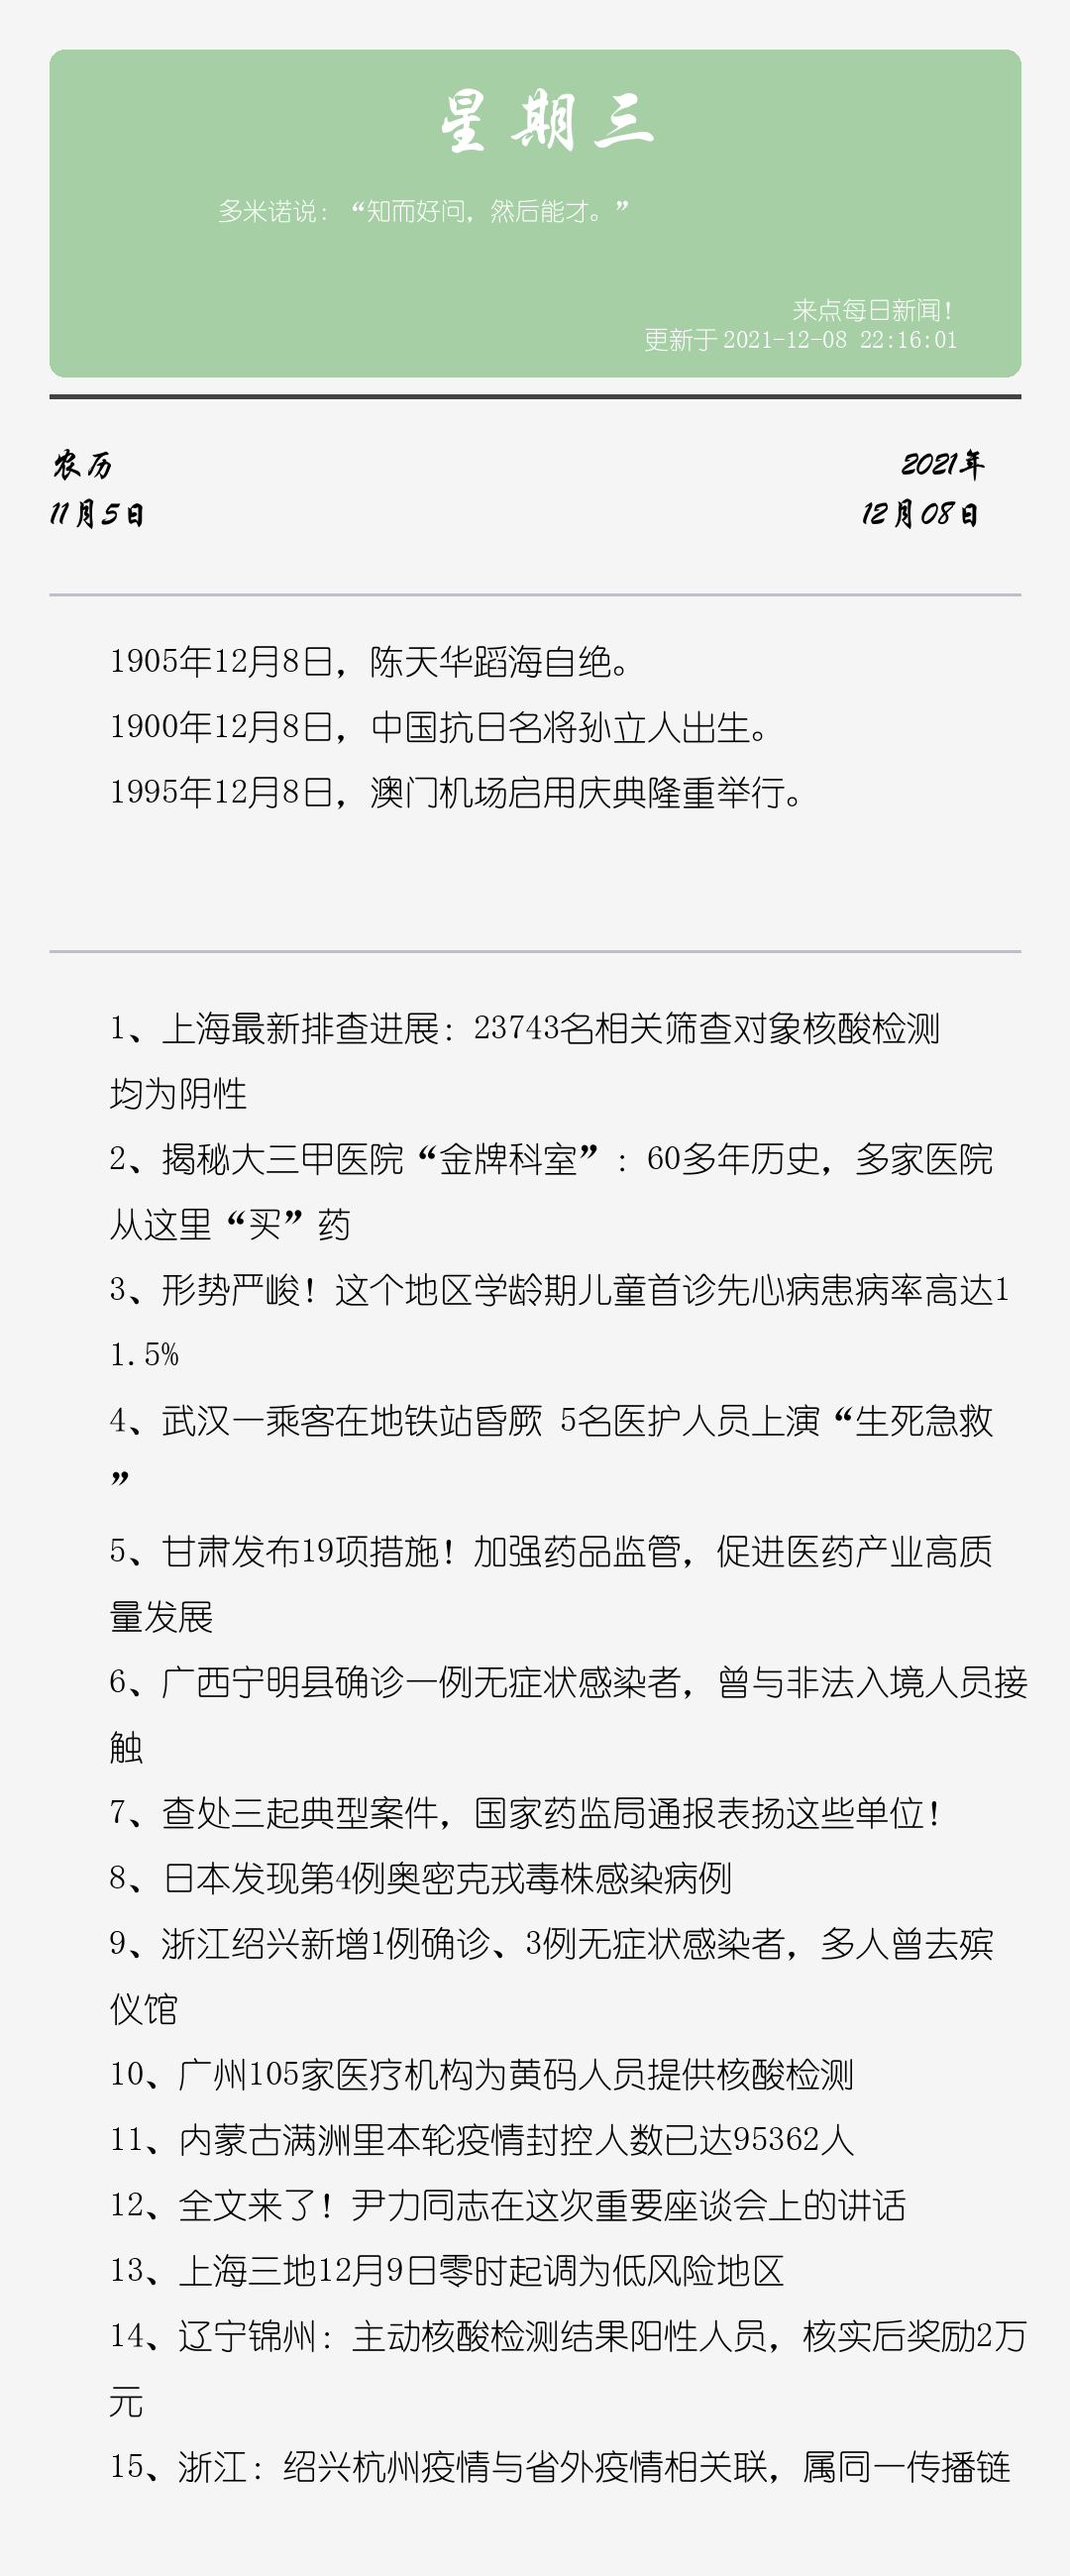 星期三
多米诺说：“知而好问，然后能才。”
来点每日新闻！
更新于 2021-12-08 22:16:01
农历
11月5日
2021年
12月08日
1905年12月8日，陈天华蹈海自绝。
1900年12月8日，中国抗日名将孙立人出生。
1995年12月8日，澳门机场启用庆典隆重举行。
1、上海最新排查进展：23743名相关筛查对象核酸检测
均为阴性
2、揭秘大三甲医院“金牌科室”：60多年历史，多家医院
从这里“买”药
3、形势严峻！这个地区学龄期儿童首诊先心病患病率高达1
1.5%
4、武汉一乘客在地铁站昏厥 5名医护人员上演“生死急救
”
5、甘肃发布19项措施！加强药品监管，促进医药产业高质
量发展
6、广西宁明县确诊一例无症状感染者，曾与非法入境人员接
触
7、查处三起典型案件，国家药监局通报表扬这些单位！
8、日本发现第4例奥密克戎毒株感染病例
9、浙江绍兴新增1例确诊、3例无症状感染者，多人曾去殡
仪馆
10、广州105家医疗机构为黄码人员提供核酸检测
11、内蒙古满洲里本轮疫情封控人数已达95362人
12、全文来了！尹力同志在这次重要座谈会上的讲话
13、上海三地12月9日零时起调为低风险地区
14、辽宁锦州：主动核酸检测结果阳性人员，核实后奖励2万
元
15、浙江：绍兴杭州疫情与省外疫情相关联，属同一传播链